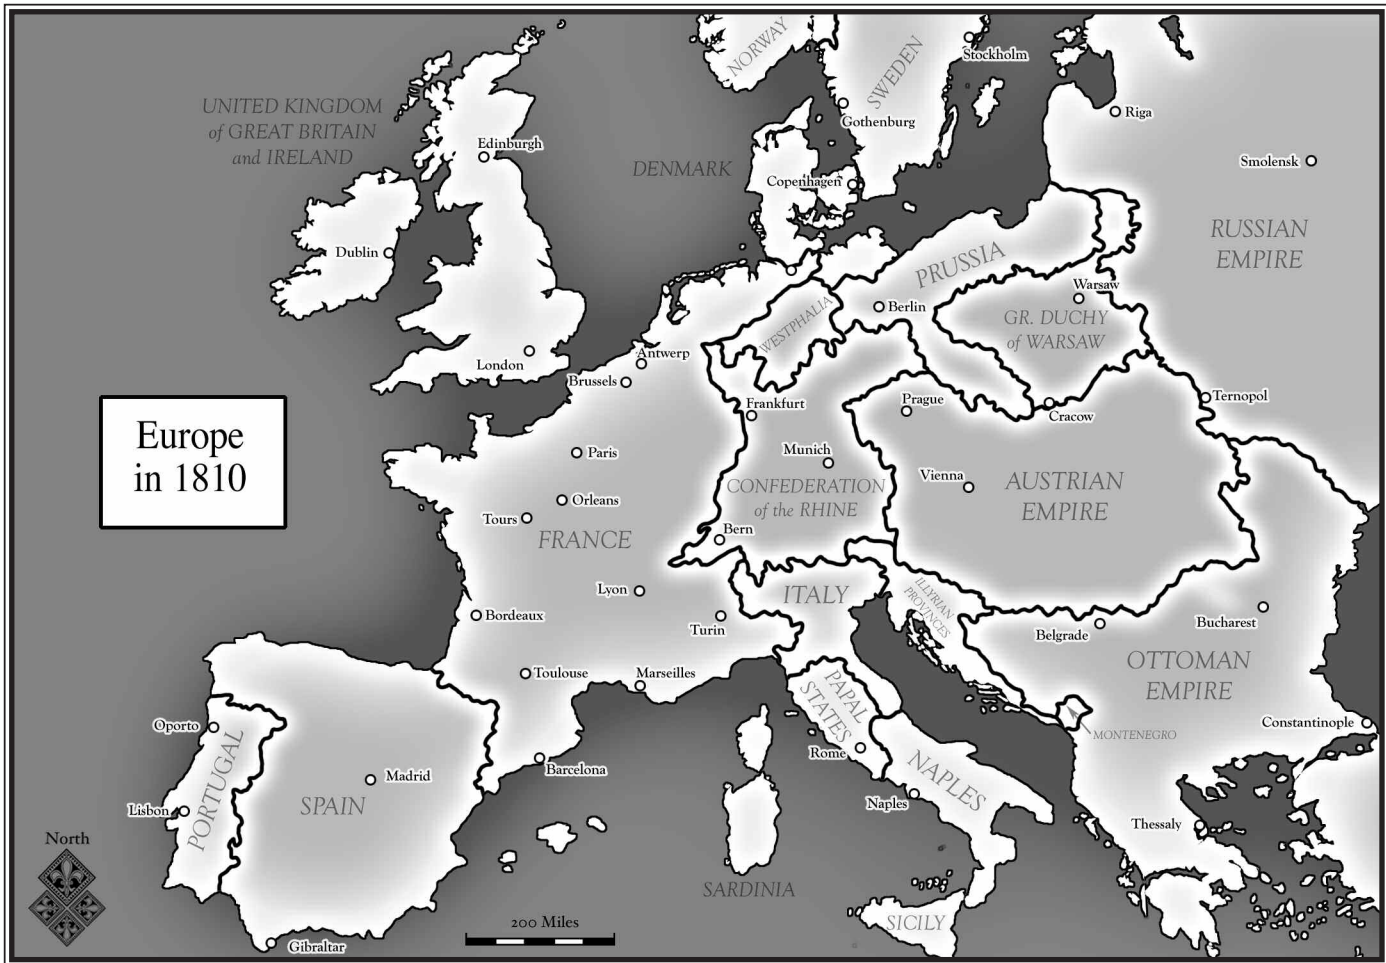 NORWAY
SWEDEN
Stockholm
UNITED KINGDOM
of GREAT BRITAIN
and IRELAND
Gothenburg
Riga
Edinburgh
DENMARK
Smolensk
Copenhagen
Dublin
RUSSIAN
EMPIRE
PRUSSIA
Warsaw
Berlin
WESTPHALIA
GR. DUCHY
of WARSAW
London
Antwerp
Brussels
Europe
in 1810
Frankfurt
Prague
Cracow
Ternopol
Paris
Munich
Vienna
Orleans
CONFEDERATION
of the RHINE
AUSTRIAN
EMPIRE
Tours
FRANCE
Bern
Lyon
ITALY
ILLYRIAN
PROVINCES
Bordeaux
Turin
Belgrade
Bucharest
Toulouse
Marseilles
PAPAL
STATES
OTTOMAN
EMPIRE
Oporto
PORTUGAL
Constantinople
MONTENEGRO
Rome
Barcelona
Madrid
NAPLES
Lisbon
SPAIN
Naples
Thessaly
North
SARDINIA
200 Miles
SICILY
Gibraltar